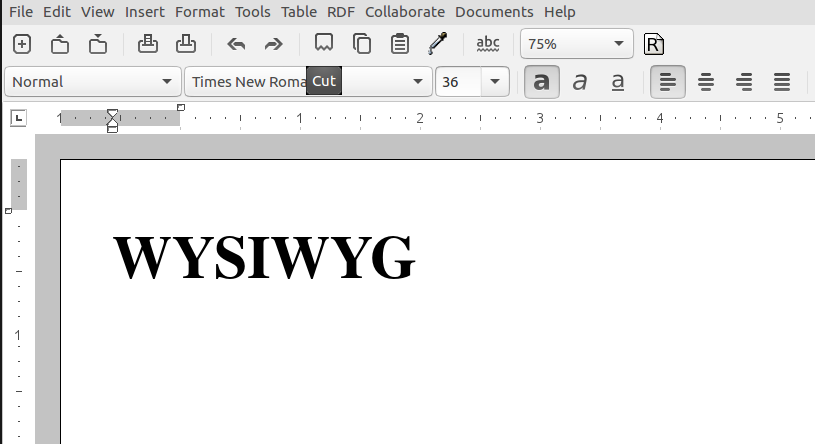 File Edit View Insert Format Tools Table RDF Collaborate Documents Help
abc 75% R
Normal Times New Roma Cut 36 a a a
1 1 2 3 4 5
WYSIWYG
1